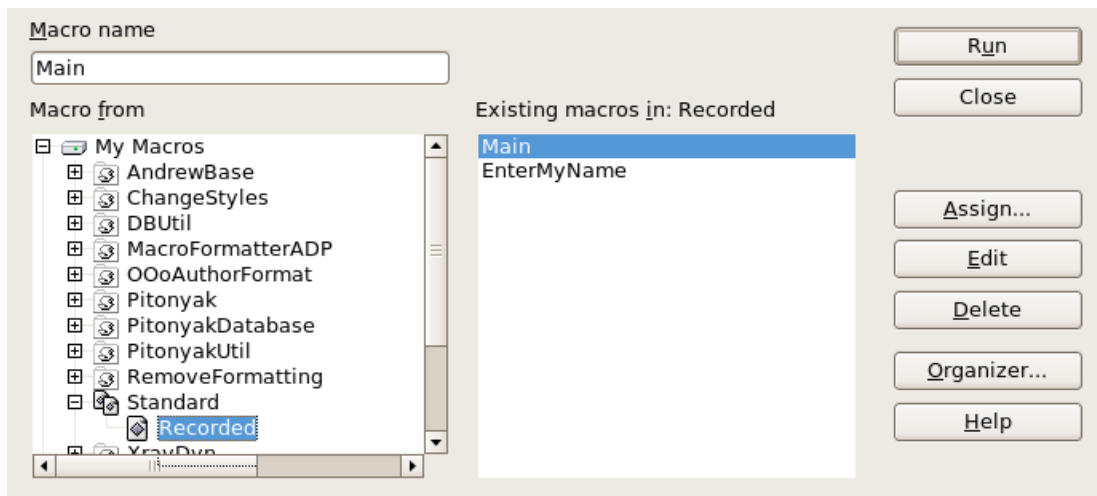 Macro name
Main
Macro from
My Macros
AndrewBase
ChangeStyles
DBUtil
MacroFormatterADP
OOoAuthorFormat
Pitonyak
PitonyakDatabase
PitonyakUtil
RemoveFormatting
Standard
Recorded
Existing macros in: Recorded
Main
EnterMyName
Run
Close
Assign...
Edit
Delete
Organizer...
Help